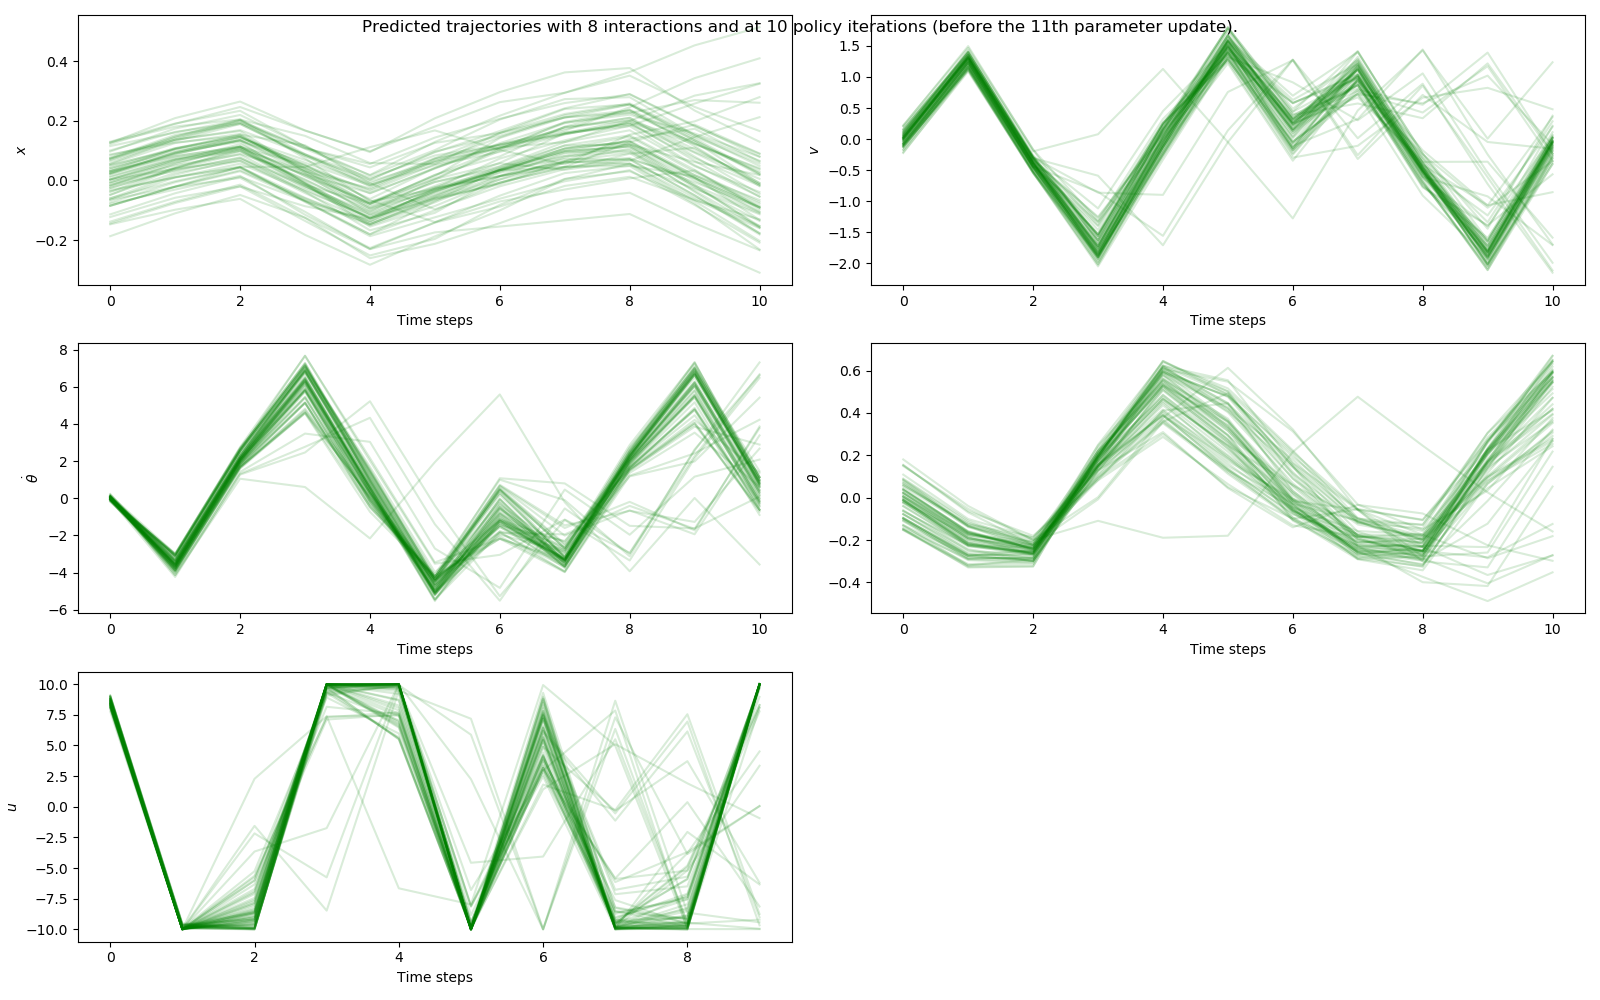 Predicted trajectories with 8 interactions and at 10 policy iterations (before the 11th parameter update).
0.4
0.2
0.0
−0.2
x
0 2 4 6 8 10
Time steps
1.5
1.0
0.5
0.0
−0.5
−1.0
−1.5
−2.0
v
0 2 4 6 8 10
Time steps
8
6
4
2
0
−2
−4
−6
θ̇
0 2 4 6 8 10
Time steps
0.6
0.4
0.2
0.0
−0.2
−0.4
θ
0 2 4 6 8 10
Time steps
10.0
7.5
5.0
2.5
0.0
−2.5
−5.0
−7.5
−10.0
u
0 2 4 6 8
Time steps